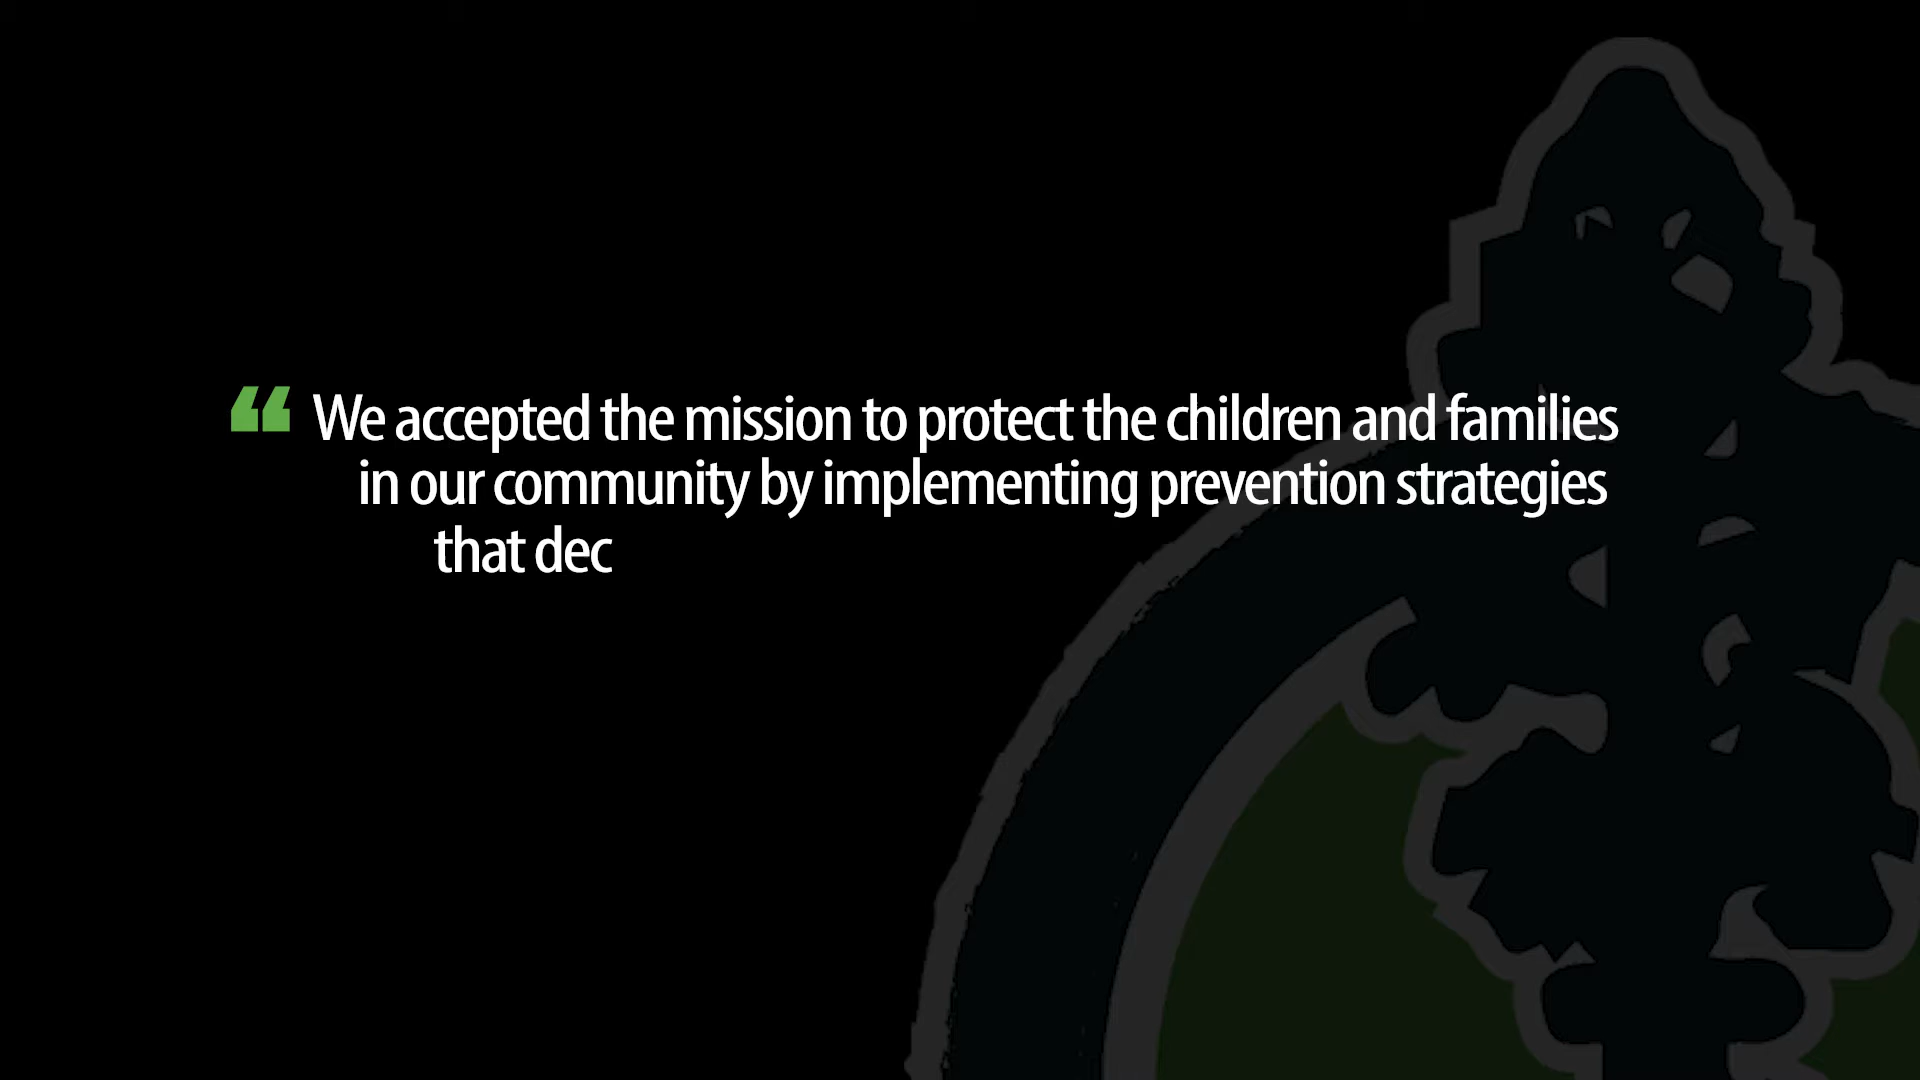 “We accepted the mission to protect the children and families
in our community by implementing prevention strategies
that dec